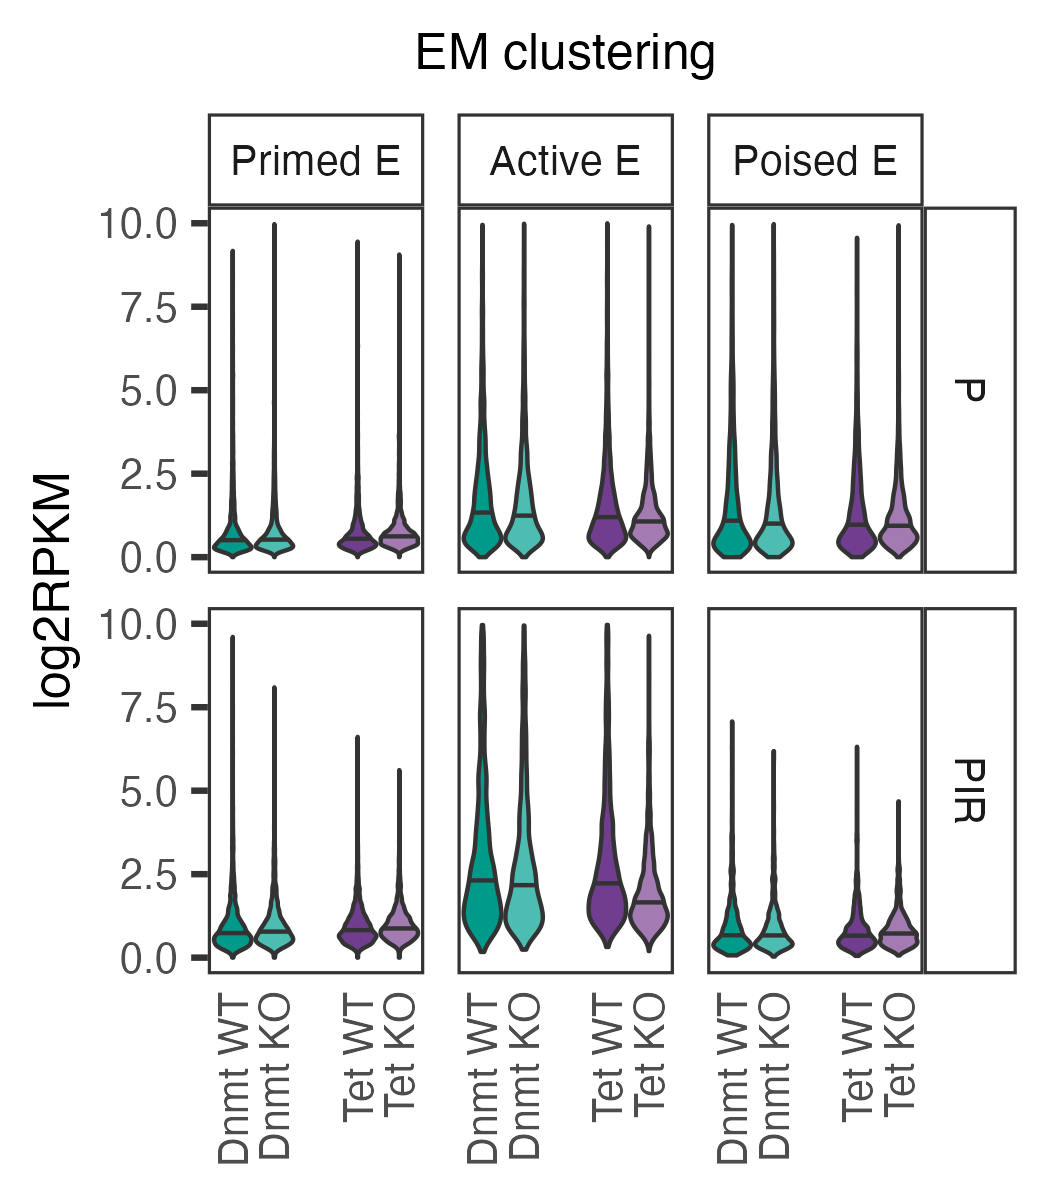 EM clustering
Primed E
Active E
Poised E
10.0
7.5
5.0
2.5
0.0
P
log2RPKM
10.0
7.5
5.0
2.5
0.0
PIR
Dnmt WT
Dnmt KO
Tet WT
Tet KO
Dnmt WT
Dnmt KO
Tet WT
Tet KO
Dnmt WT
Dnmt KO
Tet WT
Tet KO